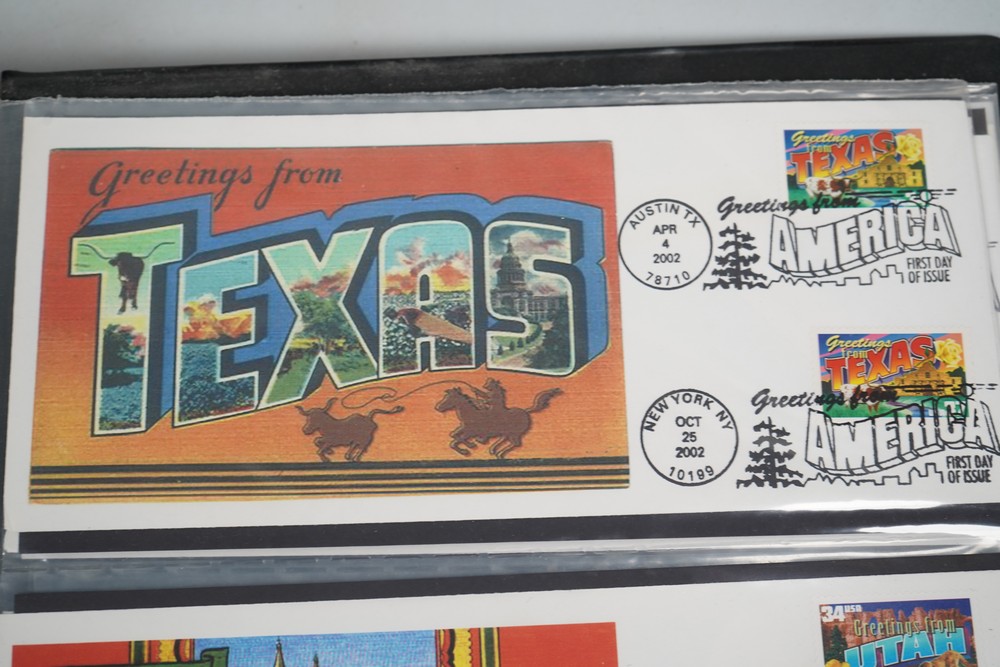 Greetings from
TEXAS
Greetings
from
TEXAS
AUSTIN TX
APR
4
2002
78710
Greetings from
AMERICA
FIRST DAY
OF ISSUE
Greetings
from
TEXAS
NEW YORK NY
OCT
25
2002
10199
Greetings from
AMERICA
FIRST DAY
OF ISSUE
34 USD
Greetings from
UTAH